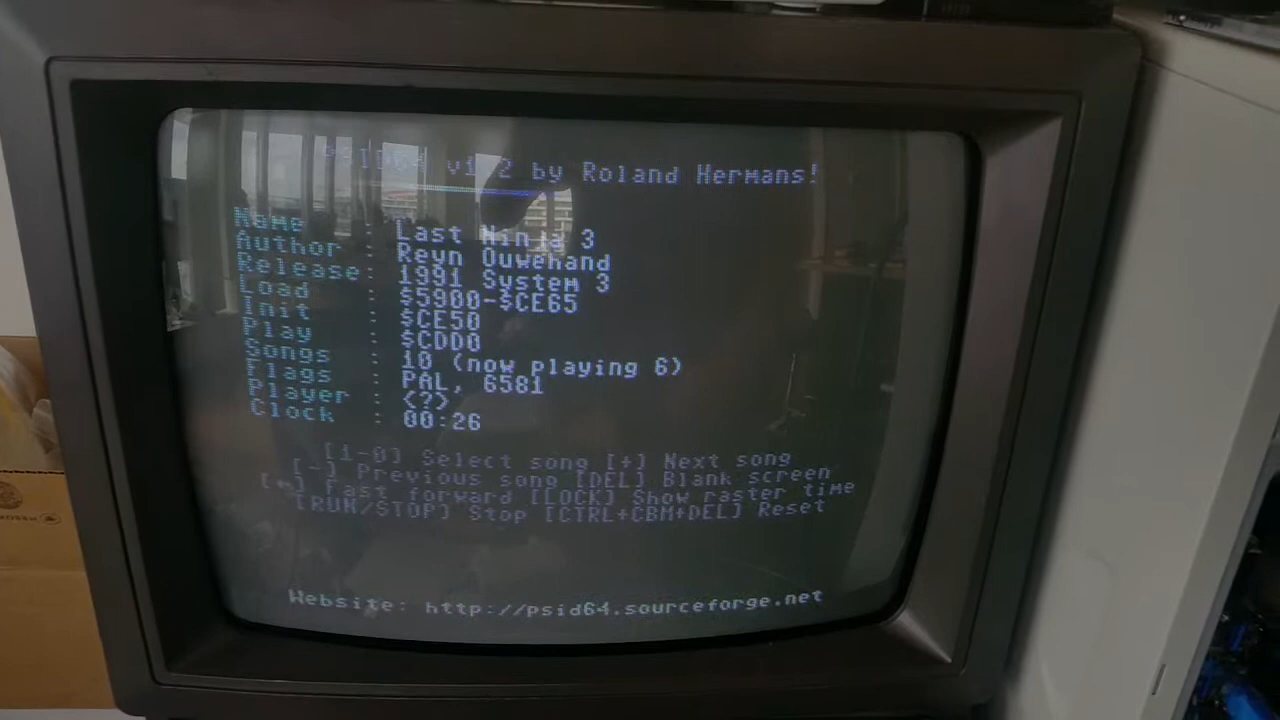 PSID64 v1.2 by Roland Hermans!
Name : Last Ninja 3
Author : Reyn Ouwehand
Release: 1991 System 3
Load : $5900-$CE65
Init : $CE50
Play : $CDD0
Songs : 10 (now playing 6)
Flags : PAL, 6581
Player : <?>
Clock : 00:26
[1-0] Select song [+] Next song
[-] Previous song [DEL] Blank screen
[←] Fast forward [LOCK] Show raster time
[RUN/STOP] Stop [CTRL+CBM+DEL] Reset
Website: http://psid64.sourceforge.net